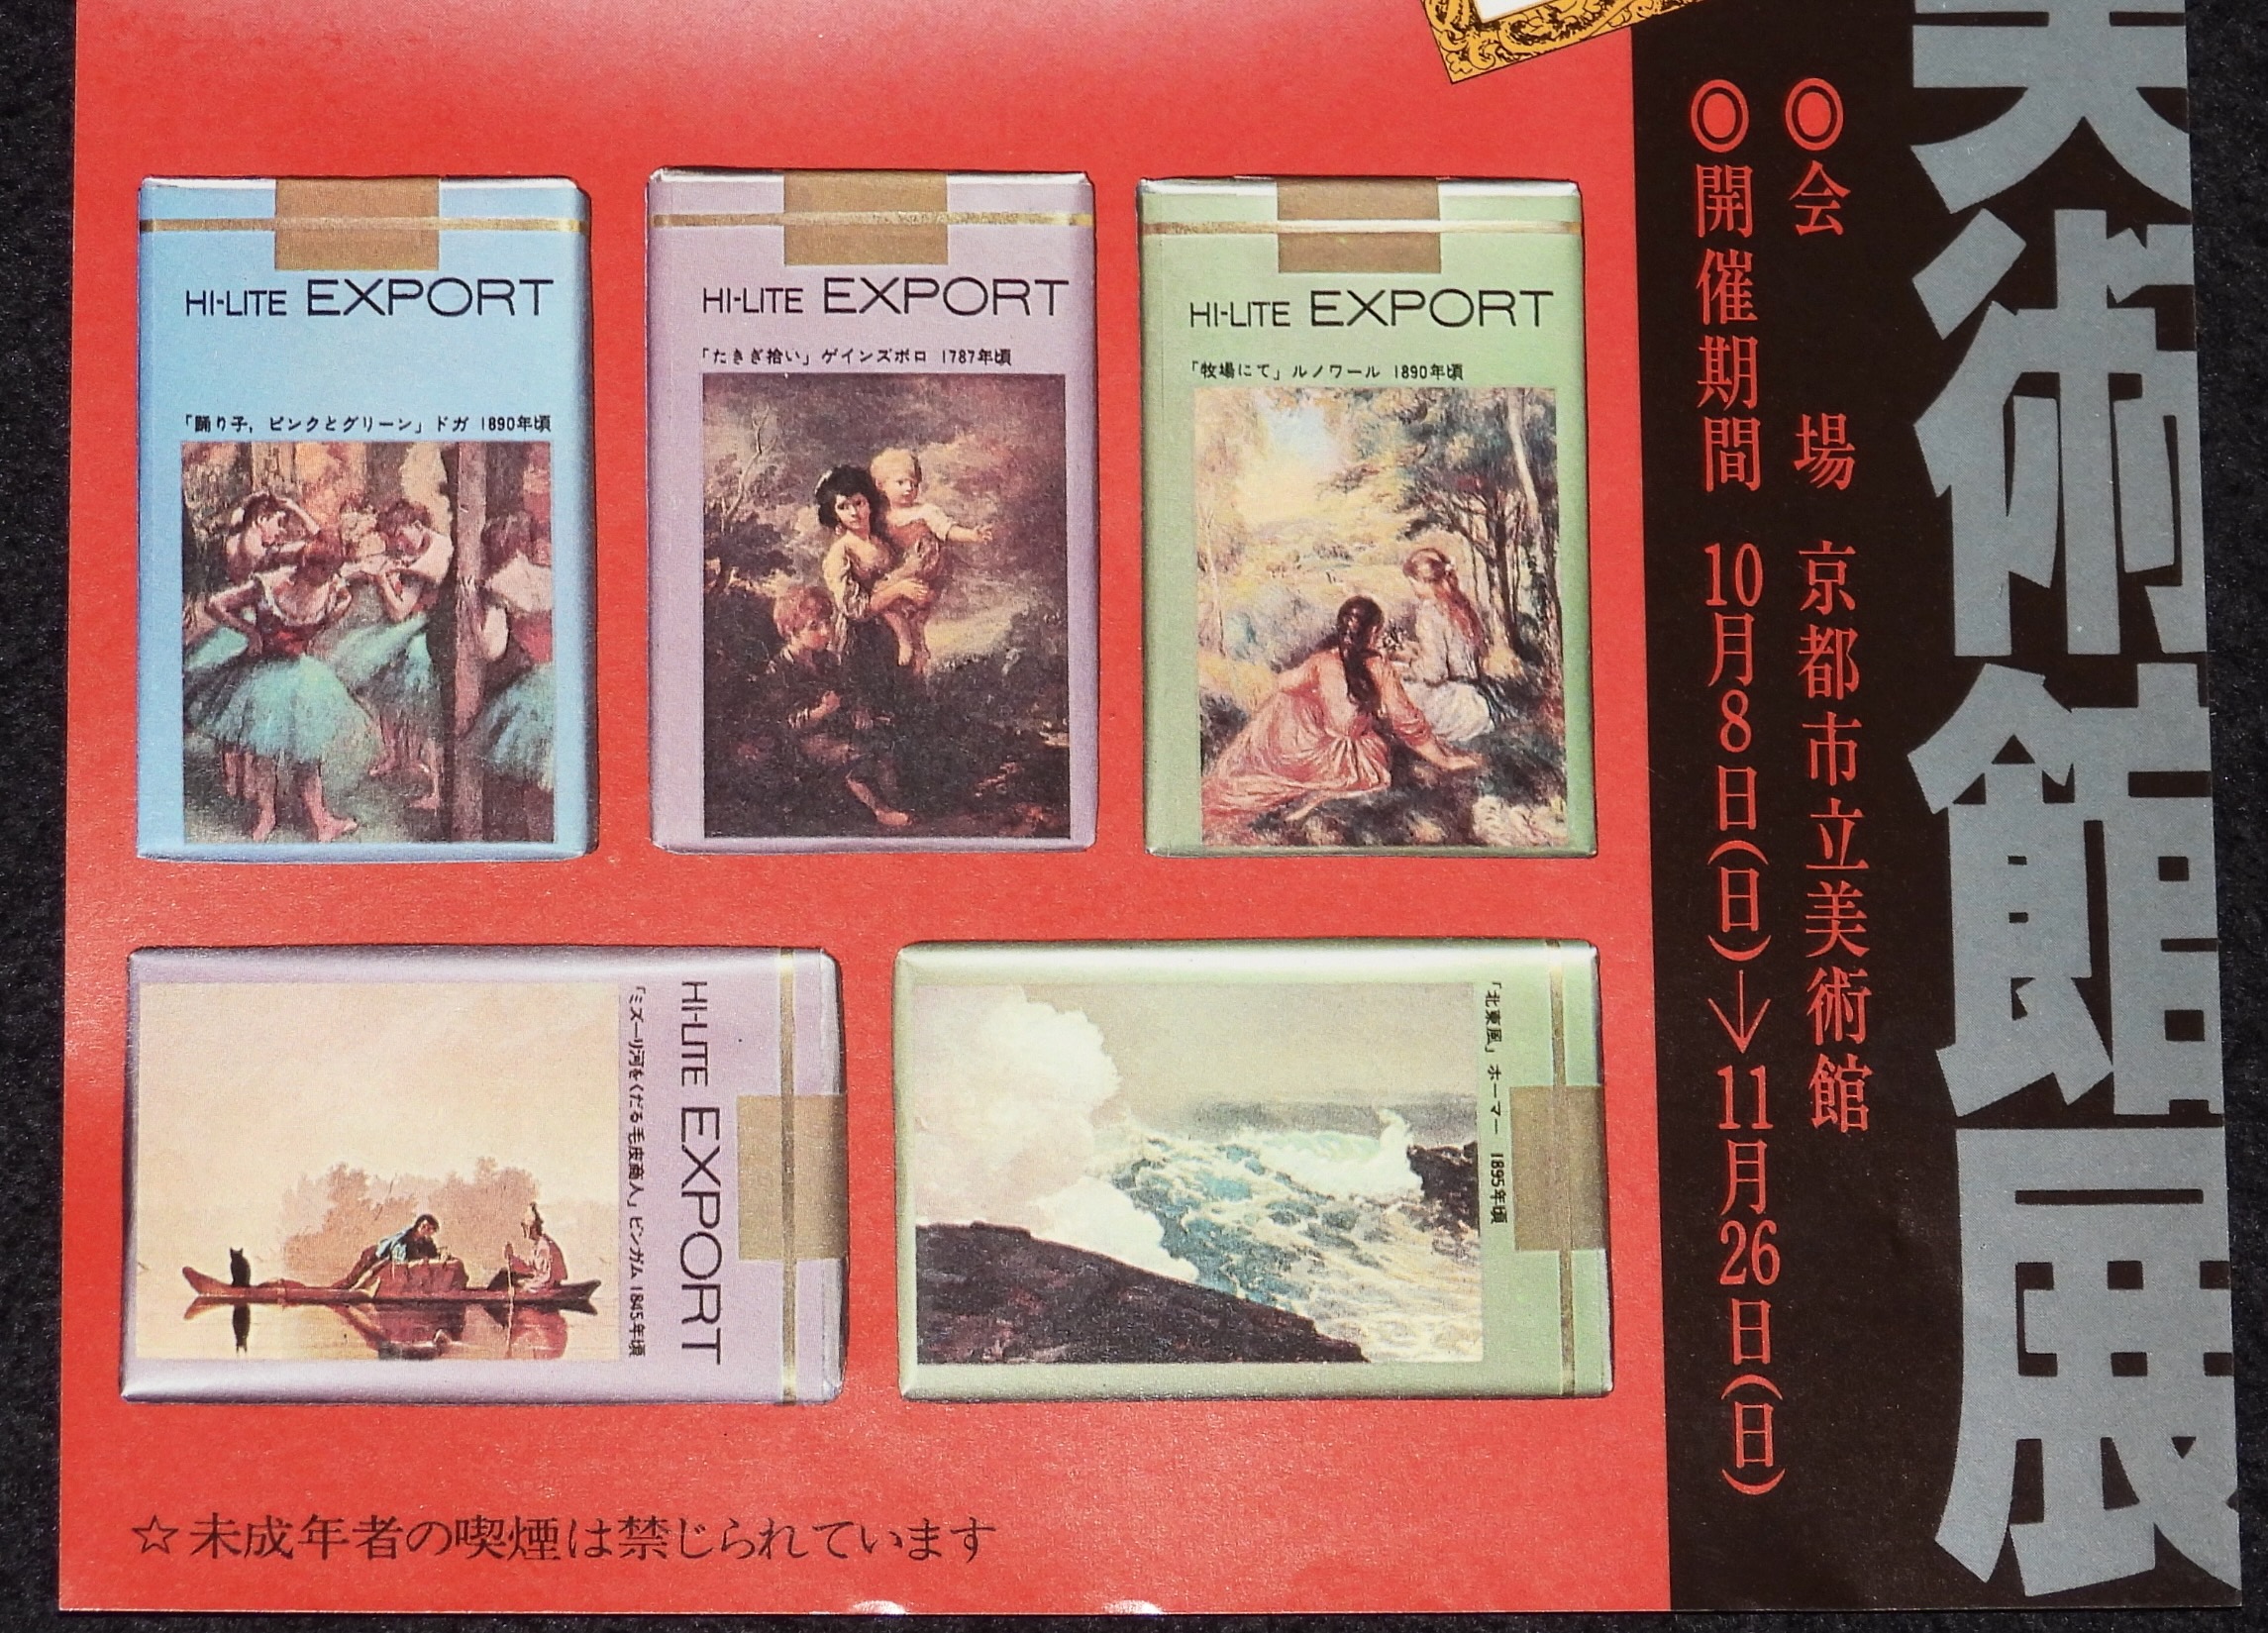 美術館展
◎会場 京都市立美術館
◎開催期間 10月8日(日)→11月26日(日)
HI-LITE EXPORT
「踊り子，ピンクとグリーン」ドガ 1890年頃
HI-LITE EXPORT
「たきぎ拾い」ゲインズボロ 1787年頃
HI-LITE EXPORT
「牧場にて」ルノワール 1890年頃
HI-LITE EXPORT
「ミズーリ河をくだる毛皮商人」ビンガム 1845年頃
「北東風」ホーマー 1895年頃
☆未成年者の喫煙は禁じられています